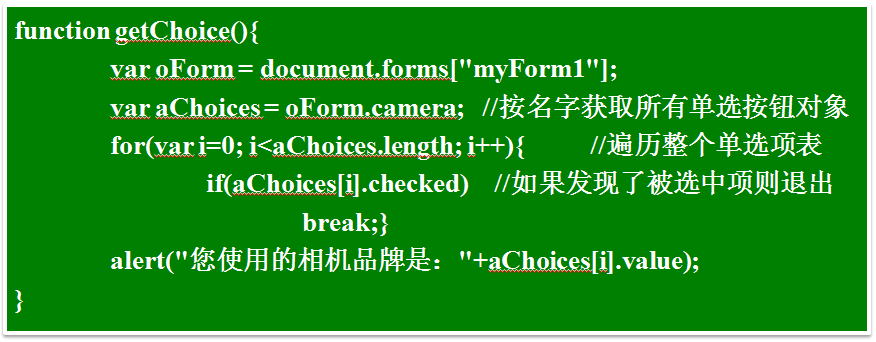 function getChoice(){
var oForm = document.forms["myForm1"];
var aChoices = oForm.camera; //按名字获取所有单选按钮对象
for(var i=0; i<aChoices.length; i++){ //遍历整个单选项表
if(aChoices[i].checked) //如果发现了被选中项则退出
break;}
alert("您使用的相机品牌是："+aChoices[i].value);
}